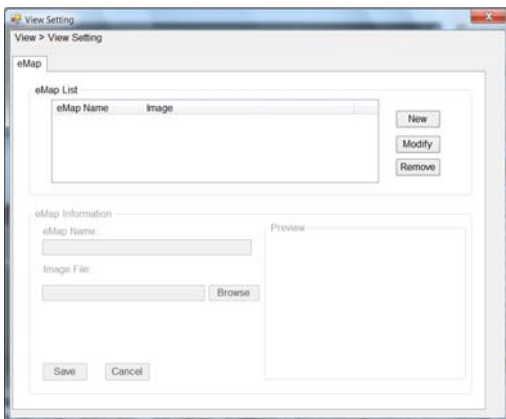 View Setting
View > View Setting
eMap
eMap List
eMap Name Image
New
Modify
Remove
eMap Information
eMap Name:
Preview
Image File:
Browse
Save Cancel